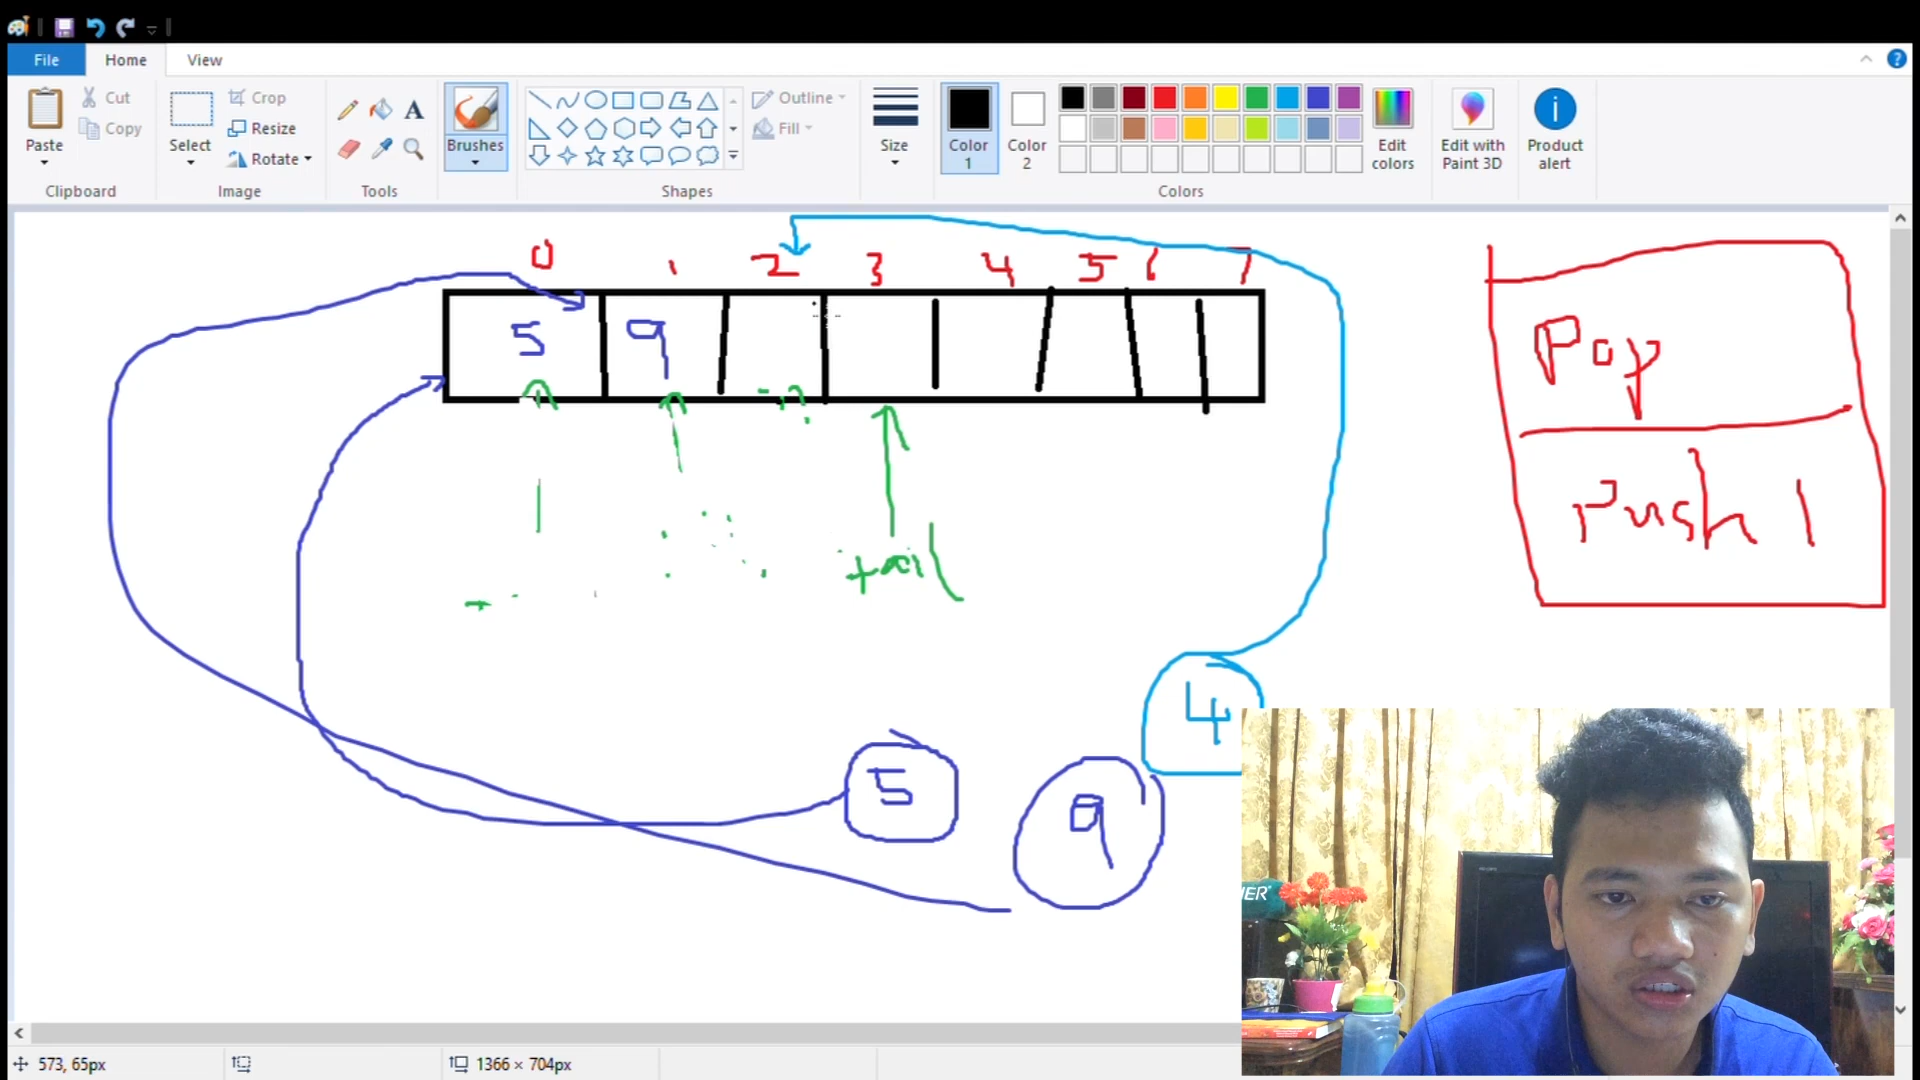 File Home View
Paste Cut Copy
Clipboard
Select Crop Resize Rotate
Image
A
Tools
Brushes
Outline Fill
Shapes
Size
Color 1 Color 2
Edit colors
Colors
Edit with Paint 3D
Product alert
0 1 2 3 4 5 6 7
5 9
tail
Pop
Push 1
4
5
9
ER®
573, 65px
1366 × 704px